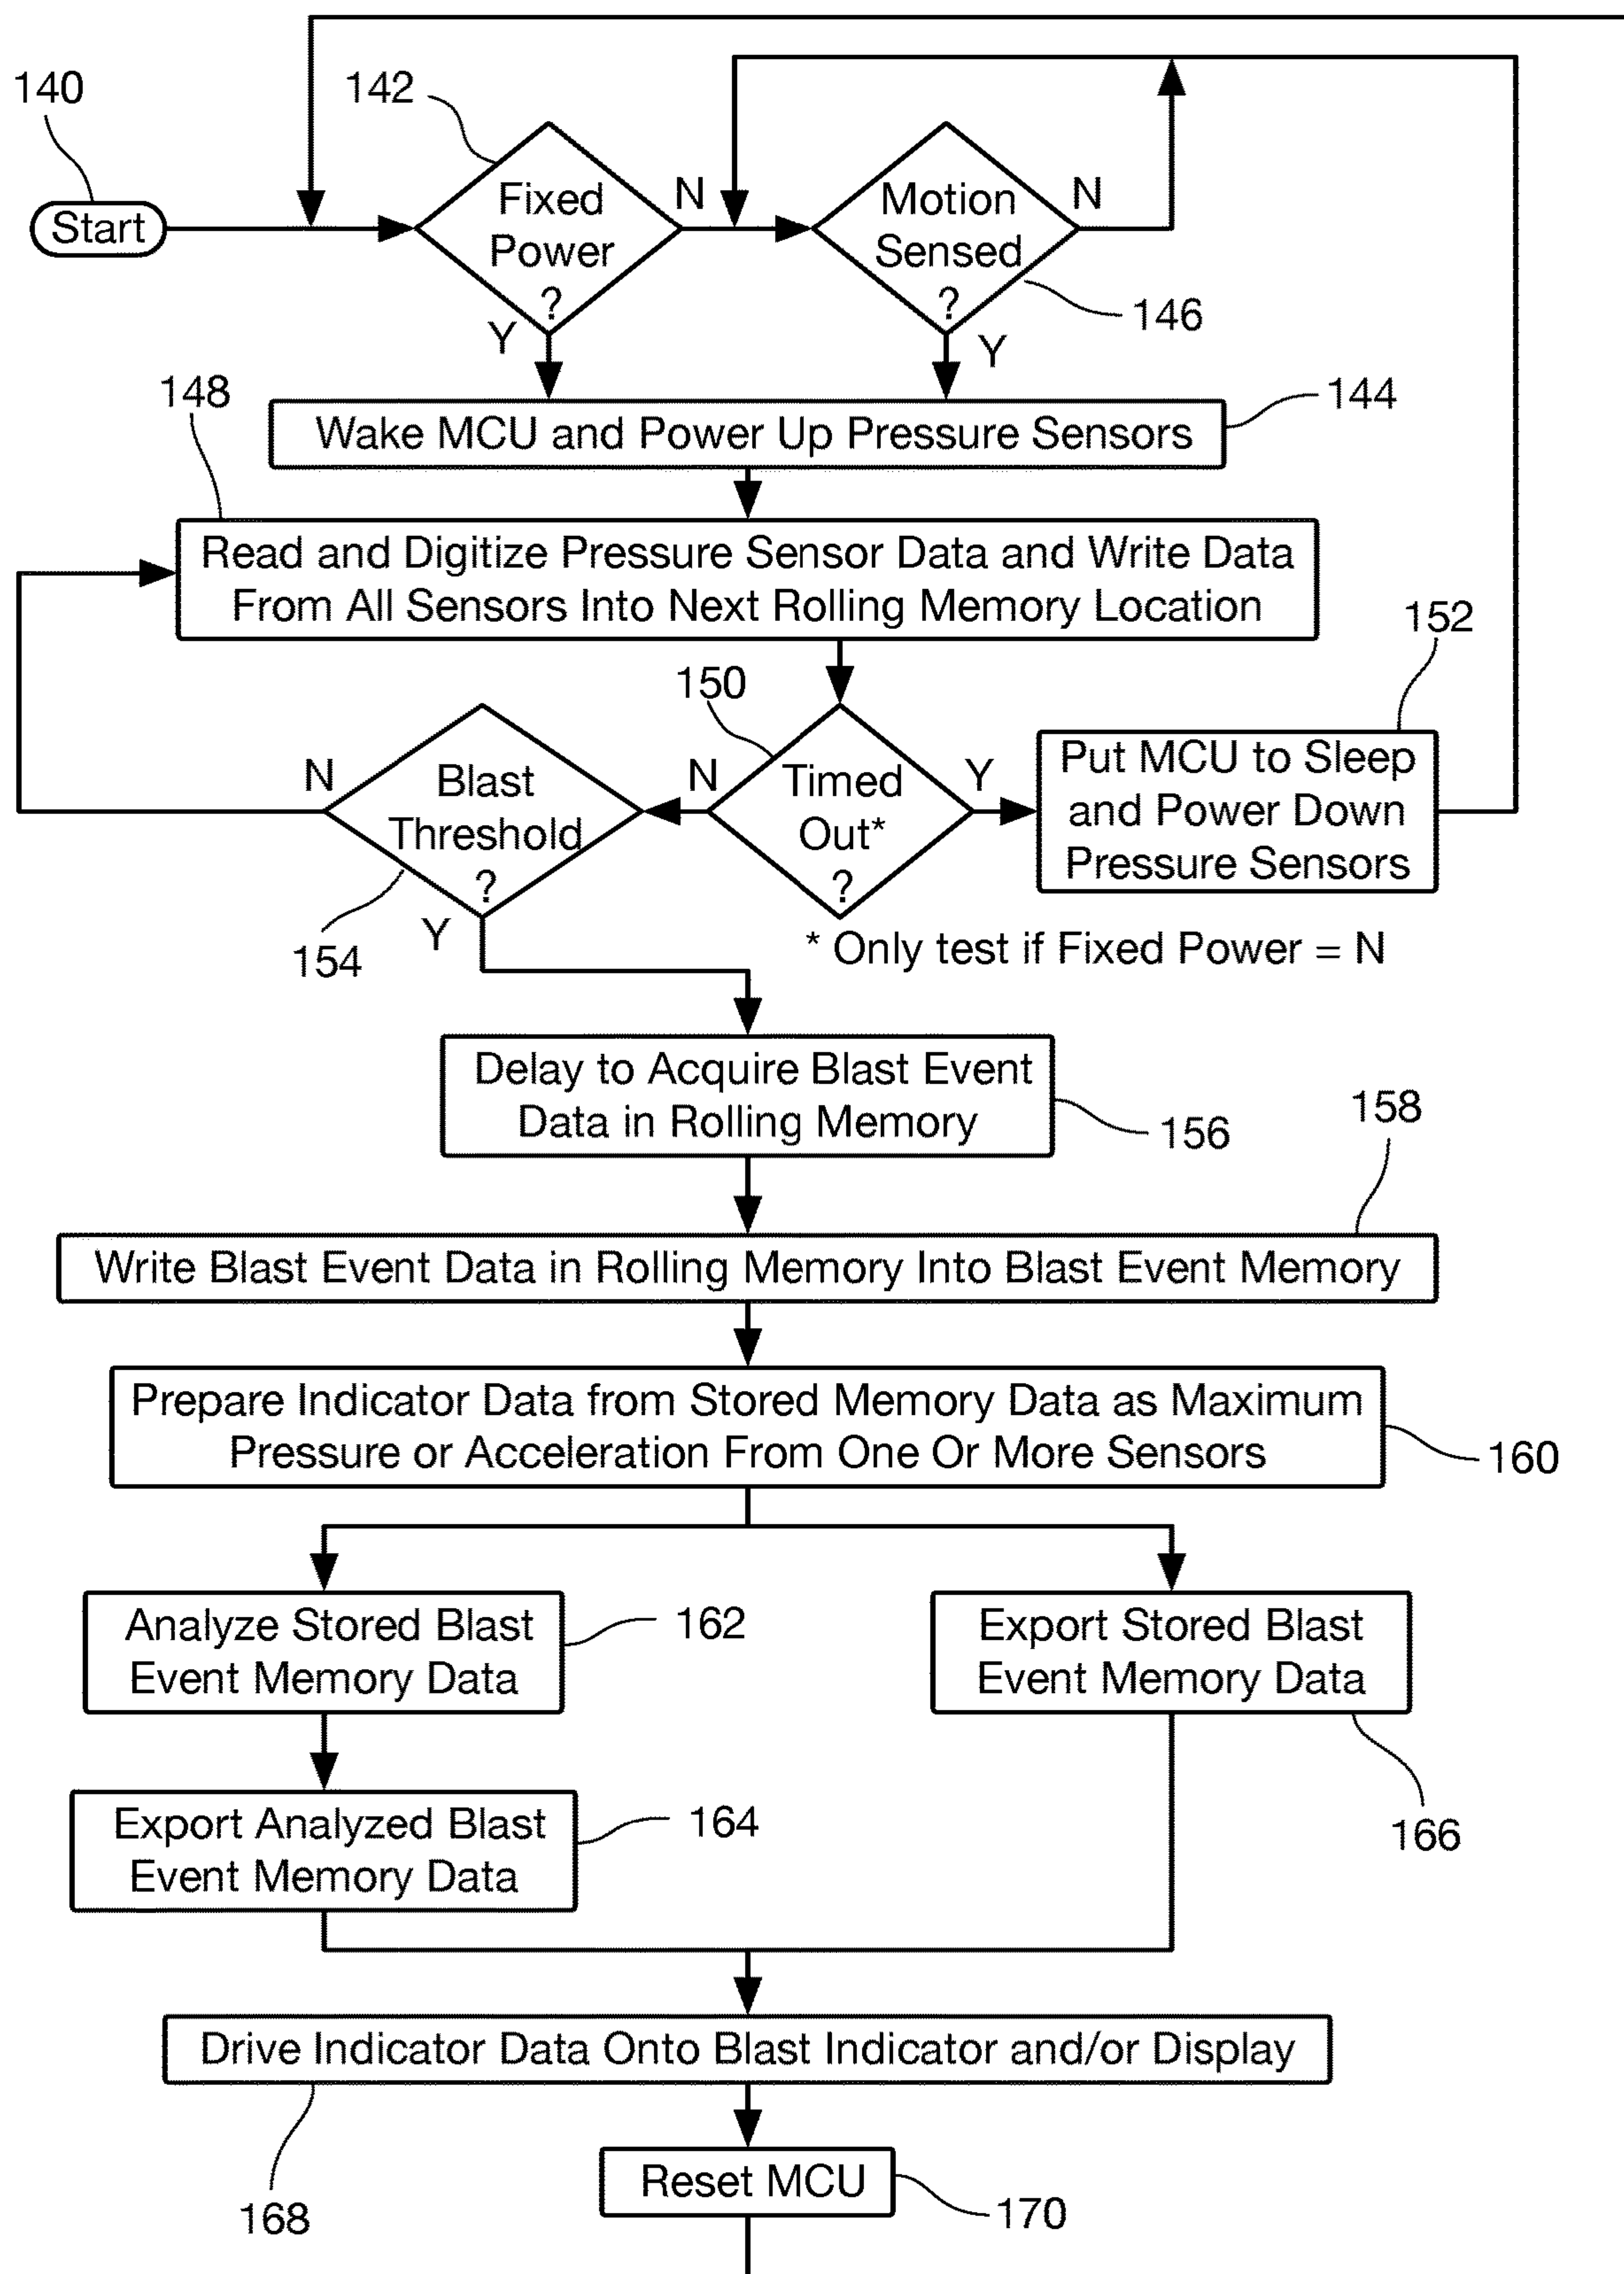 140
142
Start
Fixed
Power
?
N
Y
Motion
Sensed
?
N
Y
146
148
144
Wake MCU and Power Up Pressure Sensors
Read and Digitize Pressure Sensor Data and Write Data
From All Sensors Into Next Rolling Memory Location
150
152
N
Blast
Threshold
?
Y
154
N
Timed
Out*
?
Y
Put MCU to Sleep
and Power Down
Pressure Sensors
* Only test if Fixed Power = N
Delay to Acquire Blast Event
Data in Rolling Memory
156
158
Write Blast Event Data in Rolling Memory Into Blast Event Memory
Prepare Indicator Data from Stored Memory Data as Maximum
Pressure or Acceleration From One Or More Sensors
160
Analyze Stored Blast
Event Memory Data
162
Export Stored Blast
Event Memory Data
166
Export Analyzed Blast
Event Memory Data
164
Drive Indicator Data Onto Blast Indicator and/or Display
168
Reset MCU
170